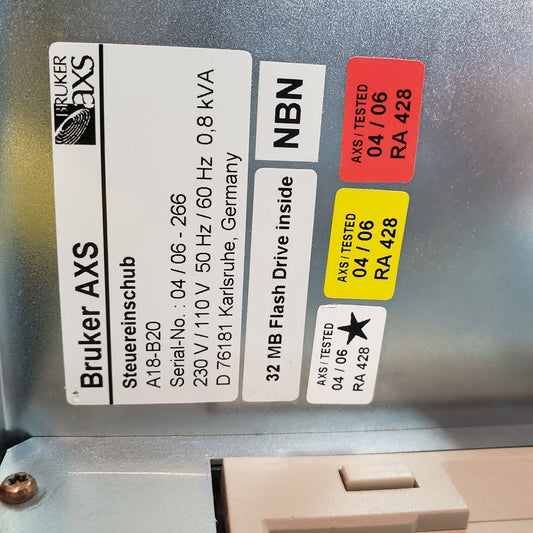 BRUKER
axs
Bruker AXS
Steuereinschub
A18-B20
Serial-No.: 04 / 06 - 266
230 V / 110 V 50 Hz / 60 Hz 0,8 kVA
D 76181 Karlsruhe, Germany
32 MB Flash Drive inside
NBN
AXS / TESTED
04 / 06
RA 428
AXS / TESTED
04 / 06
RA 428
AXS / TESTED
04 / 06
RA 428